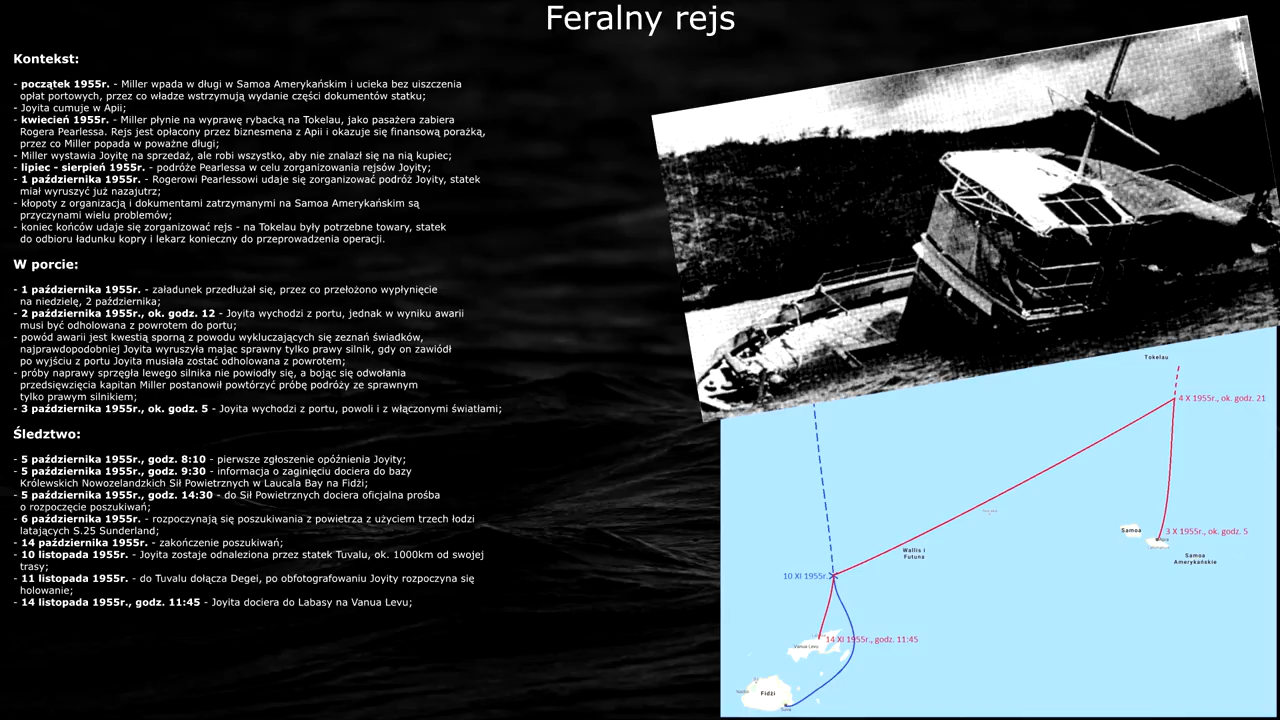 Feralny rejs
Kontekst:
- początek 1955r. - Miller wpada w długi w Samoa Amerykańskim i ucieka bez uiszczenia
opłat portowych, przez co władze wstrzymują wydanie części dokumentów statku;
- Joyita cumuje w Apii;
- kwiecień 1955r. - Miller płynie na wyprawę rybacką na Tokelau, jako pasażera zabiera
Rogera Pearlessa. Rejs jest opłacony przez biznesmena z Apii i okazuje się finansową porażką,
przez co Miller popada w poważne długi;
- Miller wystawia Joyitę na sprzedaż, ale robi wszystko, aby nie znalazł się na nią kupiec;
- lipiec - sierpień 1955r. - podróże Pearlessa w celu zorganizowania rejsów Joyity;
- 1 października 1955r. - Rogerowi Pearlessowi udaje się zorganizować podróż Joyity, statek
miał wyruszyć już nazajutrz;
- kłopoty z organizacją i dokumentami zatrzymanymi na Samoa Amerykańskim są
przyczynami wielu problemów;
- koniec końców udaje się zorganizować rejs - na Tokelau były potrzebne towary, statek
do odbioru ładunku kopry i lekarz konieczny do przeprowadzenia operacji.
W porcie:
- 1 października 1955r. - załadunek przedłużał się, przez co przełożono wypłynięcie
na niedzielę, 2 października;
- 2 października 1955r., ok. godz. 12 - Joyita wychodzi z portu, jednak w wyniku awarii
musi być odholowana z powrotem do portu;
- powód awarii jest kwestią sporną z powodu wykluczających się zeznań świadków,
najprawdopodobniej Joyita wyruszyła mając sprawny tylko prawy silnik, gdy on zawiódł
po wyjściu z portu Joyita musiała zostać odholowana z powrotem;
- próby naprawy sprzęgła lewego silnika nie powiodły się, a bojąc się odwołania
przedsięwzięcia kapitan Miller postanowił powtórzyć próbę podróży ze sprawnym
tylko prawym silnikiem;
- 3 października 1955r., ok. godz. 5 - Joyita wychodzi z portu, powoli i z włączonymi światłami;
Śledztwo:
- 5 października 1955r., godz. 8:10 - pierwsze zgłoszenie opóźnienia Joyity;
- 5 października 1955r., godz. 9:30 - informacja o zaginięciu dociera do bazy
Królewskich Nowozelandzkich Sił Powietrznych w Laucala Bay na Fidżi;
- 5 października 1955r., godz. 14:30 - do Sił Powietrznych dociera oficjalna prośba
o rozpoczęcie poszukiwań;
- 6 października 1955r. - rozpoczynają się poszukiwania z powietrza z użyciem trzech łodzi
latających S.25 Sunderland;
- 14 października - zakończenie poszukiwań;
- 10 listopada 1955r. - Joyita zostaje odnaleziona przez statek Tuvalu, ok. 1000km od swojej
trasy;
- 11 listopada 1955r. - do Tuvalu dołącza Degei, po obfotografowaniu Joyity rozpoczyna się
holowanie;
- 14 listopada 1955r., godz. 11:45 - Joyita dociera do Labasy na Vanua Levu;
Tokelau
4 X 1955r., ok. godz. 21
Samoa
3 X 1955r., ok. godz. 5
Samoa
Amerykańskie
Wallis i
Futuna
10 XI 1955r.
14 XI 1955r., godz. 11:45
Vanua Levu
Fidżi
Suva